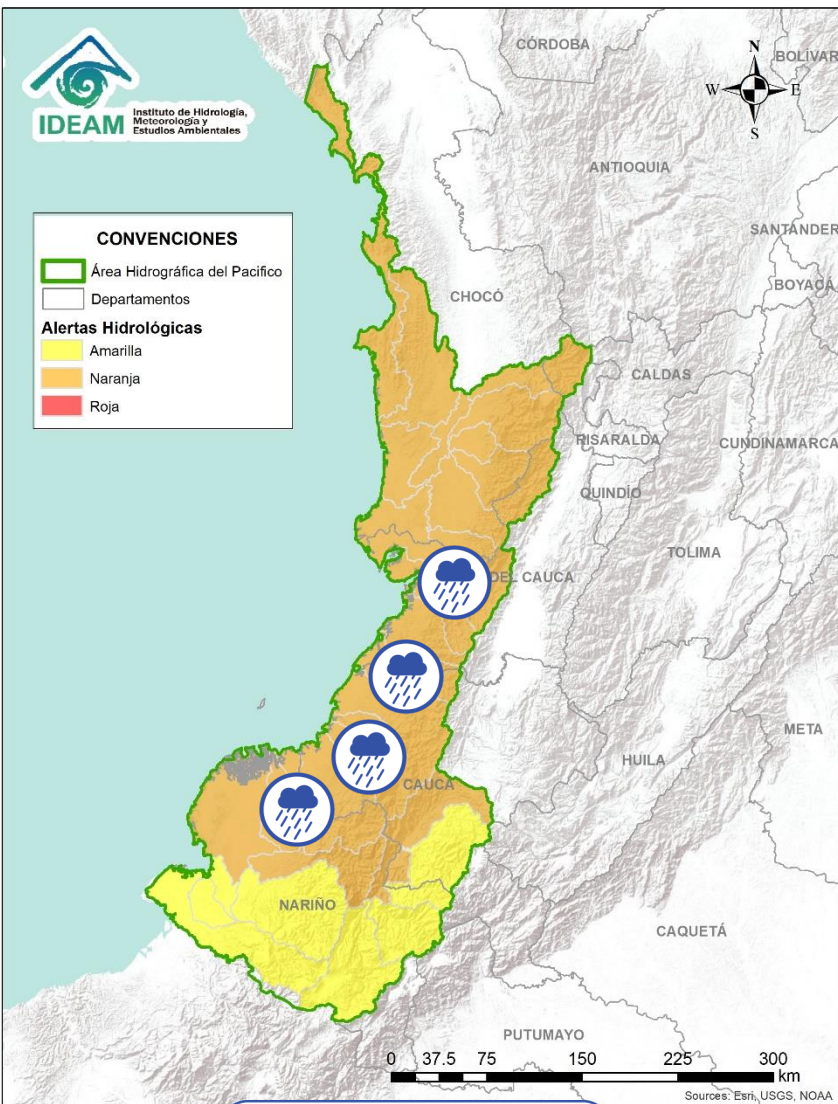 IDEAM
Instituto de Hidrología,
Meteorología y
Estudios Ambientales
CONVENCIONES
Área Hidrográfica del Pacifico
Departamentos
Alertas Hidrológicas
Amarilla
Naranja
Roja
N
W E
S
CÓRDOBA
BOLÍVAR
ANTIOQUIA
SANTANDER
BOYACÁ
CHOCÓ
CALDAS
RISARALDA
CUNDINAMARCA
QUINDÍO
TOLIMA
DEL CAUCA
META
HUILA
CAUCA
NARIÑO
CAQUETÁ
PUTUMAYO
0 37.5 75 150 225 300
km
Sources: Esri, USGS, NOAA